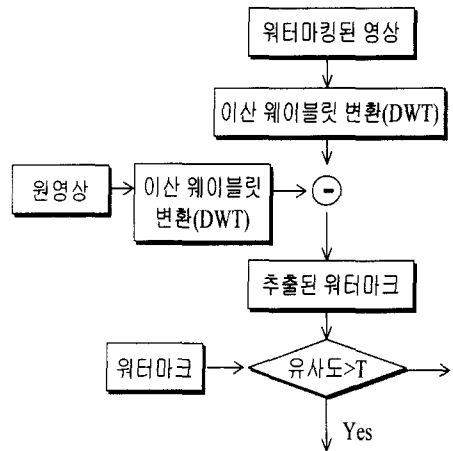 워터마킹된 영상
이산 웨이블릿 변환(DWT)
원영상
이산 웨이블릿
변환(DWT)
-
추출된 워터마크
워터마크
유사도>T
Yes